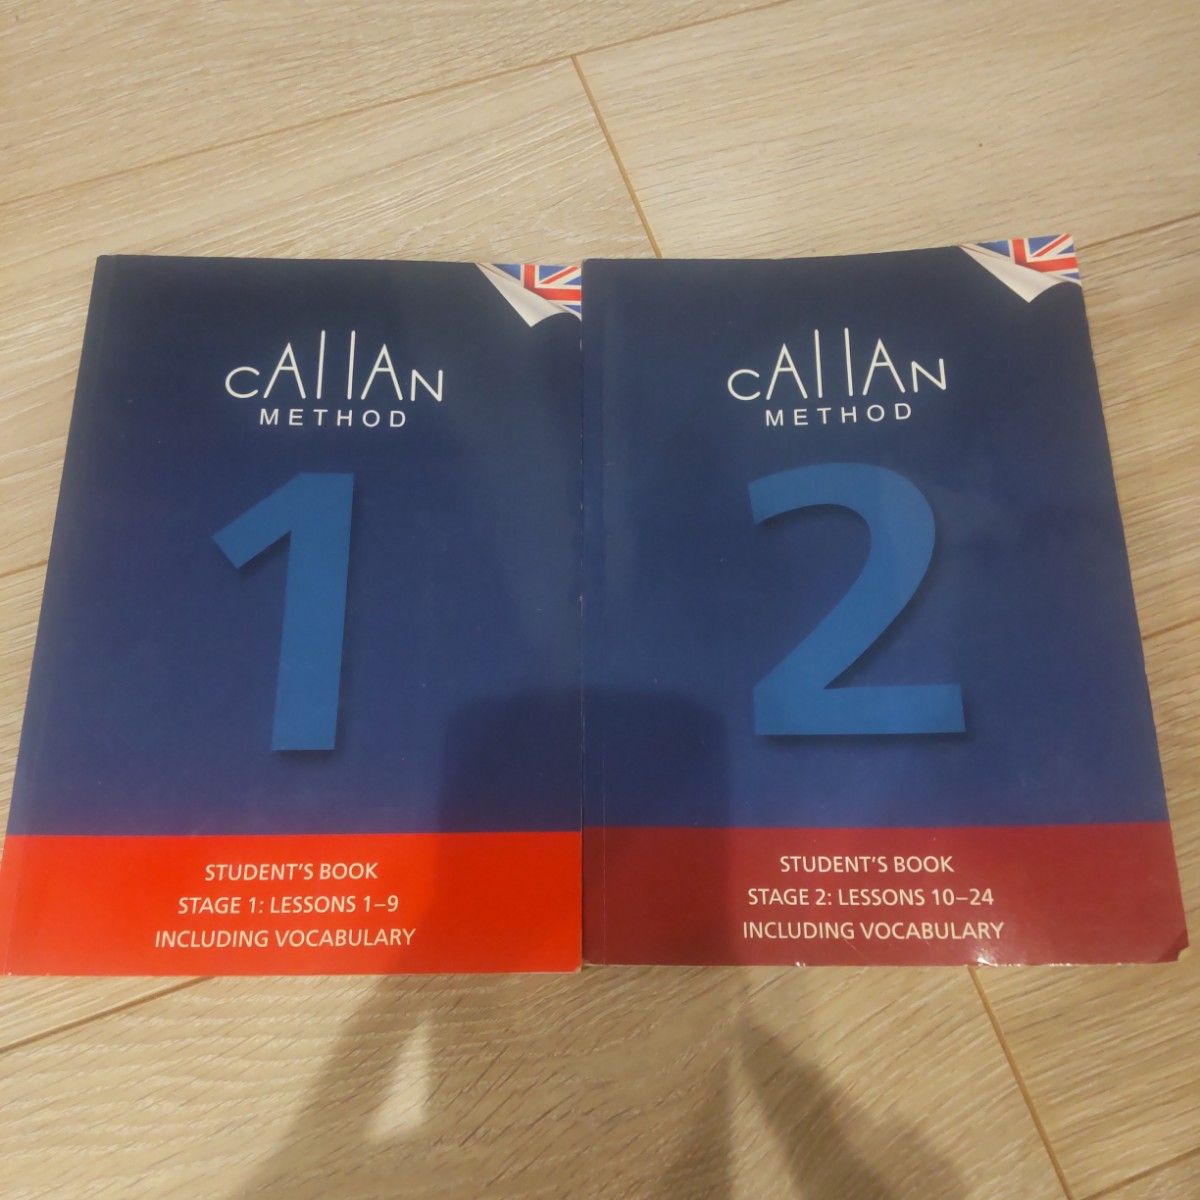 CAllAN
METHOD
1
STUDENT'S BOOK
STAGE 1: LESSONS 1–9
INCLUDING VOCABULARY
CAllAN
METHOD
2
STUDENT'S BOOK
STAGE 2: LESSONS 10–24
INCLUDING VOCABULARY